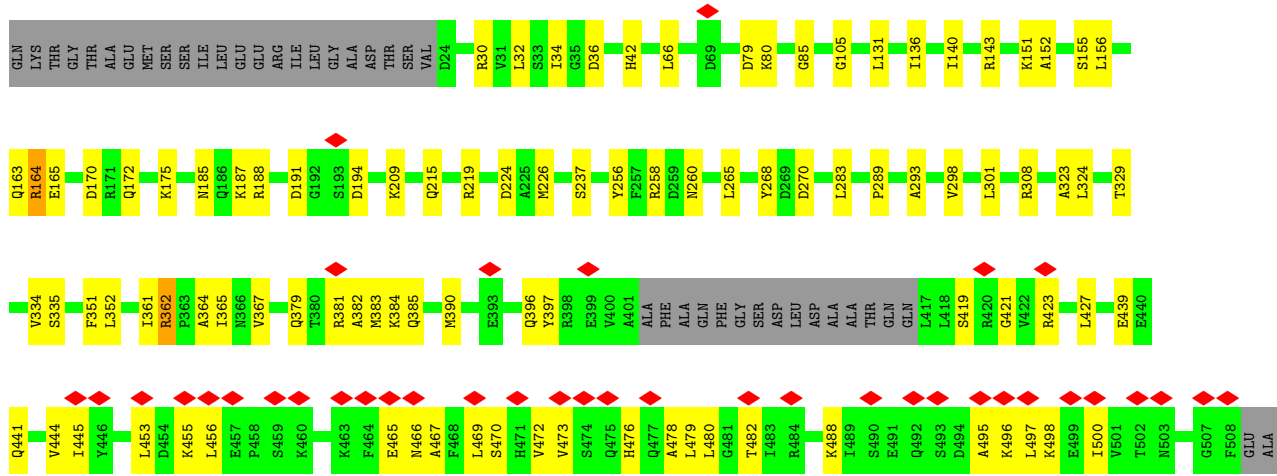 GLN LYS THR GLY THR ALA GLU MET SER SER ILE LEU GLU GLU ARG ILE LEU GLY ALA ASP THR SER VAL D24 R30 V31 L32 S33 I34 G35 D36 H42 L66 D69 D79 K80 G85 G105 L131 I136 I140 R143 K151 A152 S155 L156
Q163 R164 E165 D170 R171 Q172 K175 N185 Q186 K187 R188 D191 G192 S193 D194 K209 Q215 R219 D224 A225 M226 S237 Y256 F257 R258 D259 N260 L265 Y268 D269 D270 L283 P289 A293 V298 L301 R308 A323 L324 T329
V334 S335 F351 L352 I361 R362 P363 A364 I365 N366 V367 Q379 T380 R381 A382 M383 K384 Q385 M390 E393 Q396 Y397 R398 E399 V400 A401 ALA PHE ALA GLN PHE GLY SER ASP LEU ASP ALA ALA THR GLN GLN L417 L418 S419 R420 G421 V422 R423 L427 E439 E440
Q441 V444 I445 Y446 L453 D454 K455 L456 E457 P458 S459 K460 K463 F464 E465 N466 A467 F468 L469 S470 H471 V472 V473 S474 Q475 H476 Q477 A478 L479 L480 G481 T482 I483 R484 K488 I489 S490 E491 Q492 S493 D494 A495 K496 L497 K498 E499 I500 V501 T502 N503 G507 F508 GLU ALA